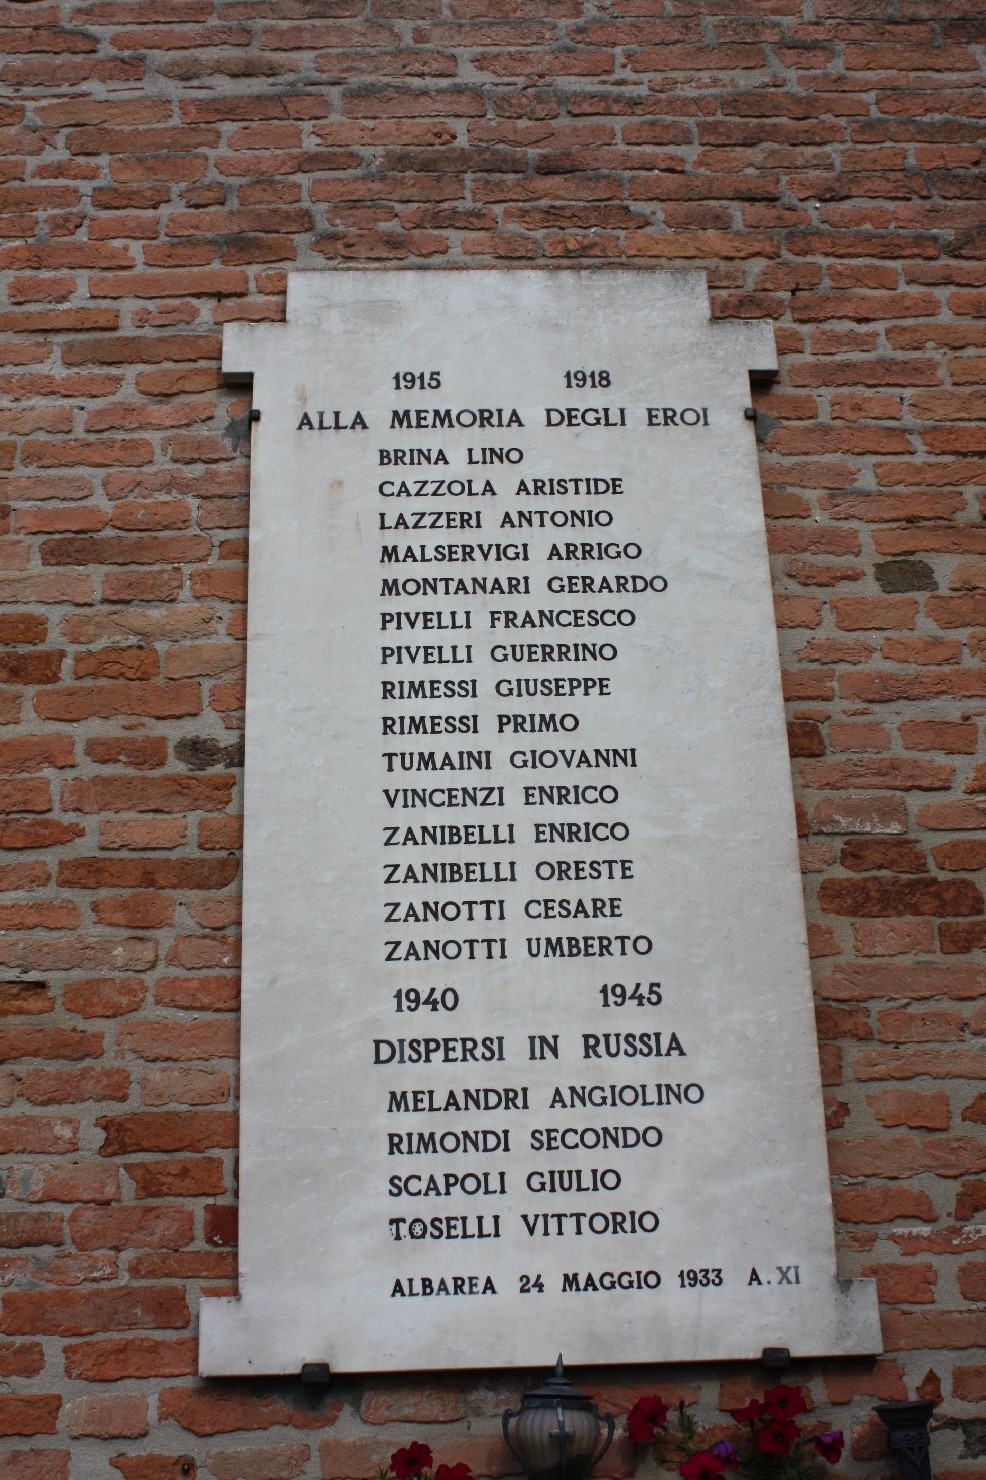 1915 1918
ALLA MEMORIA DEGLI EROI
BRINA LINO
CAZZOLA ARISTIDE
LAZZERI ANTONIO
MALSERVIGI ARRIGO
MONTANARI GERARDO
PIVELLI FRANCESCO
PIVELLI GUERRINO
RIMESSI GIUSEPPE
RIMESSI PRIMO
TUMAINI GIOVANNI
VINCENZI ENRICO
ZANIBELLI ENRICO
ZANIBELLI ORESTE
ZANOTTI CESARE
ZANOTTI UMBERTO
1940 1945
DISPERSI IN RUSSIA
MELANDRI ANGIOLINO
RIMONDI SECONDO
SCAPOLI GIULIO
TOSELLI VITTORIO
ALBAREA 24 MAGGIO 1933 A. XI